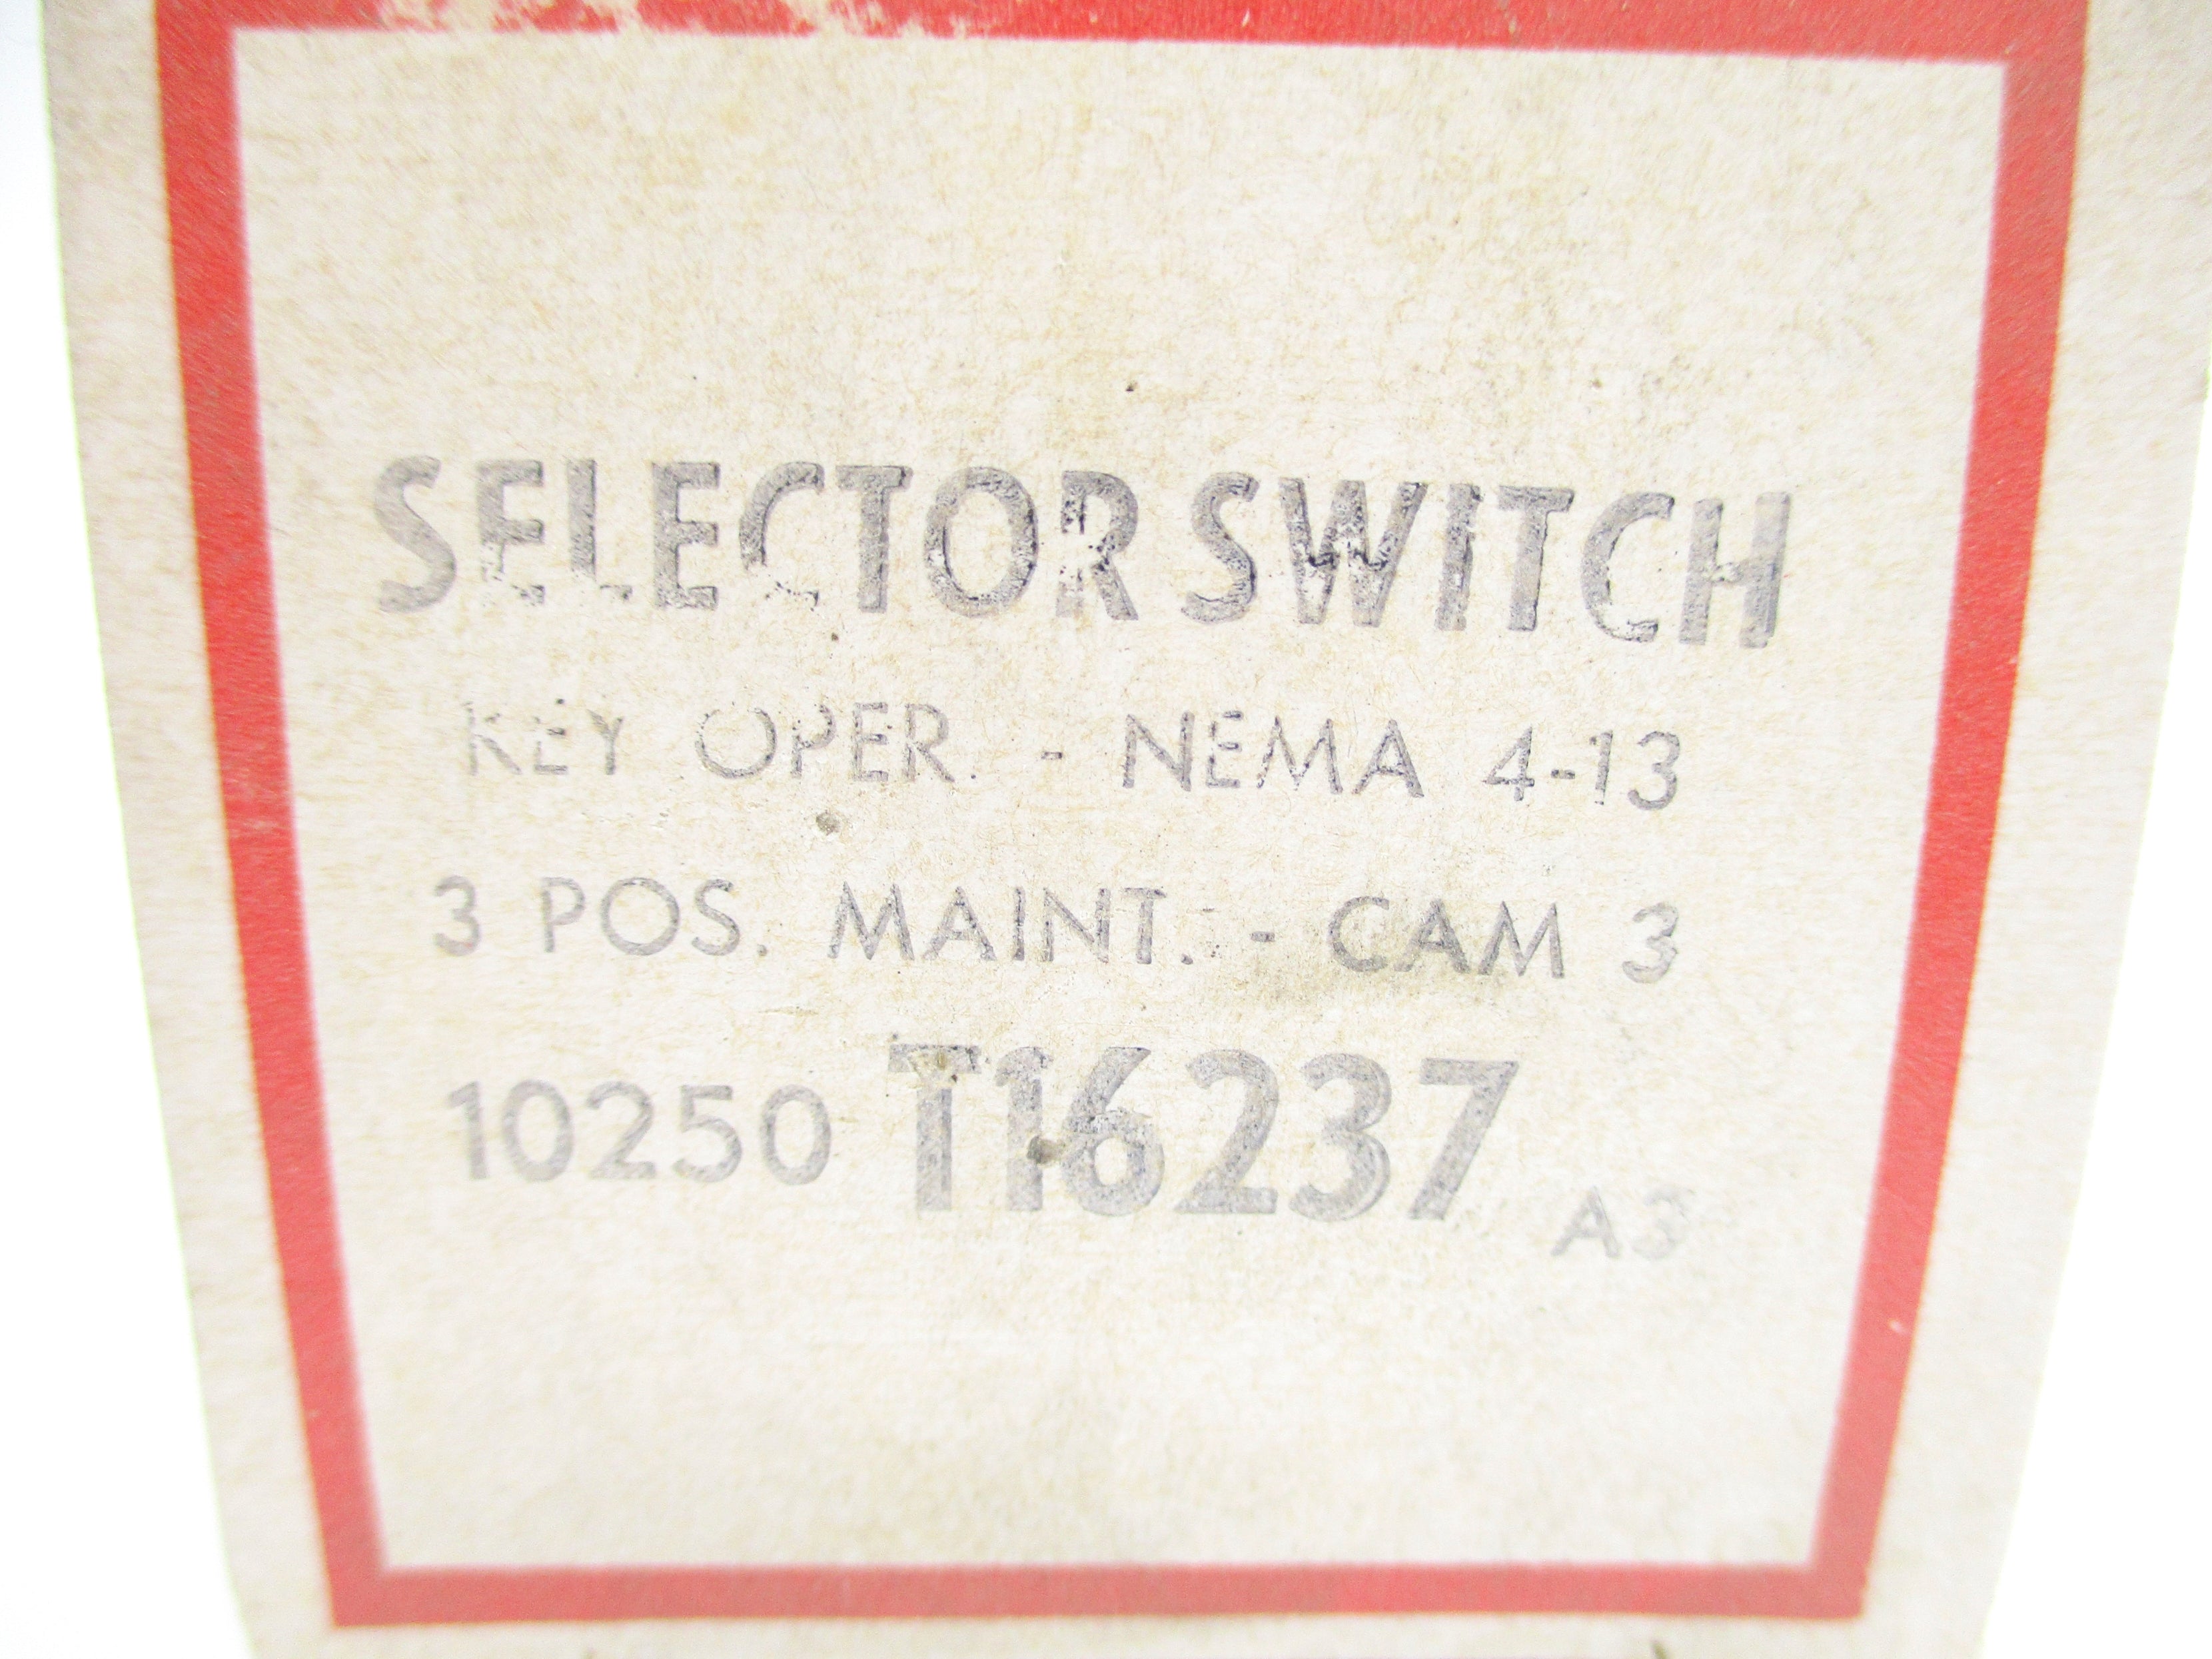 SELECTOR SWITCH
KEY OPER. - NEMA 4-13
3 POS. MAINT. - CAM 3
10250 T16237 A3